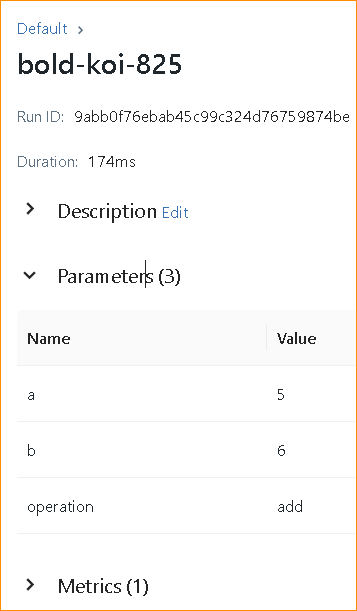 Default
bold-koi-825
Run ID: 9abb0f76ebab45c99c324d76759874be
Duration: 174ms
Description Edit
Parameters (3)
Name Value
a 5
b 6
operation add
Metrics (1)